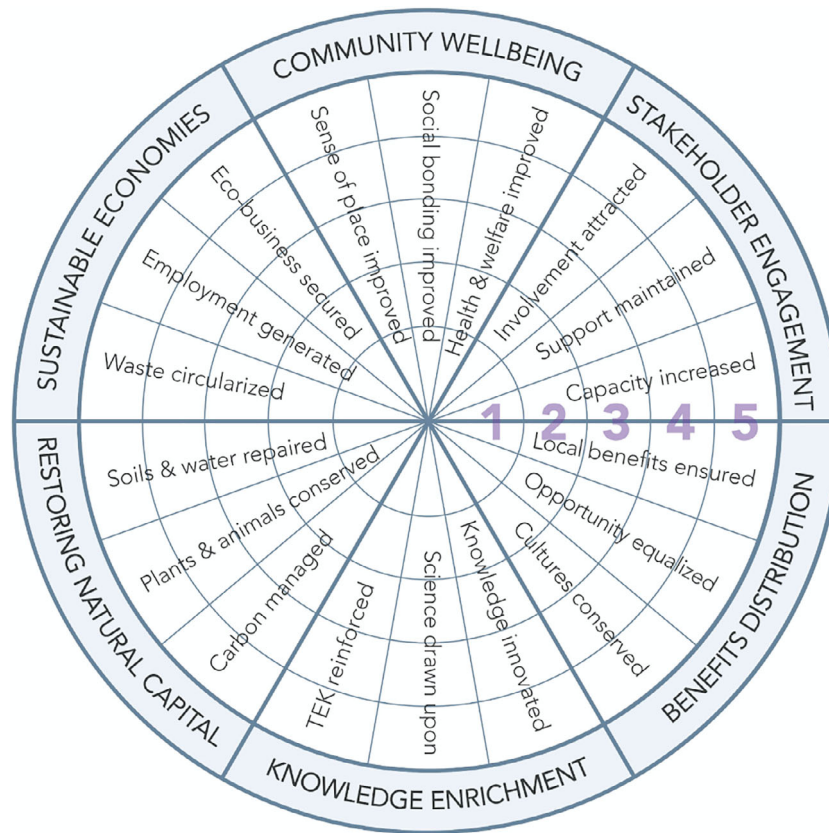 COMMUNITY WELLBEING
Sense of place improved
Social bonding improved
Health & welfare improved
STAKEHOLDER ENGAGEMENT
Involvement attracted
Support maintained
Capacity increased
1 2 3 4 5
BENEFITS DISTRIBUTION
Local benefits ensured
Opportunity equalized
Cultures conserved
KNOWLEDGE ENRICHMENT
Knowledge innovated
Science drawn upon
TEK reinforced
RESTORING NATURAL CAPITAL
Carbon managed
Plants & animals conserved
Soils & water repaired
SUSTAINABLE ECONOMIES
Waste circularized
Employment generated
Eco-business secured